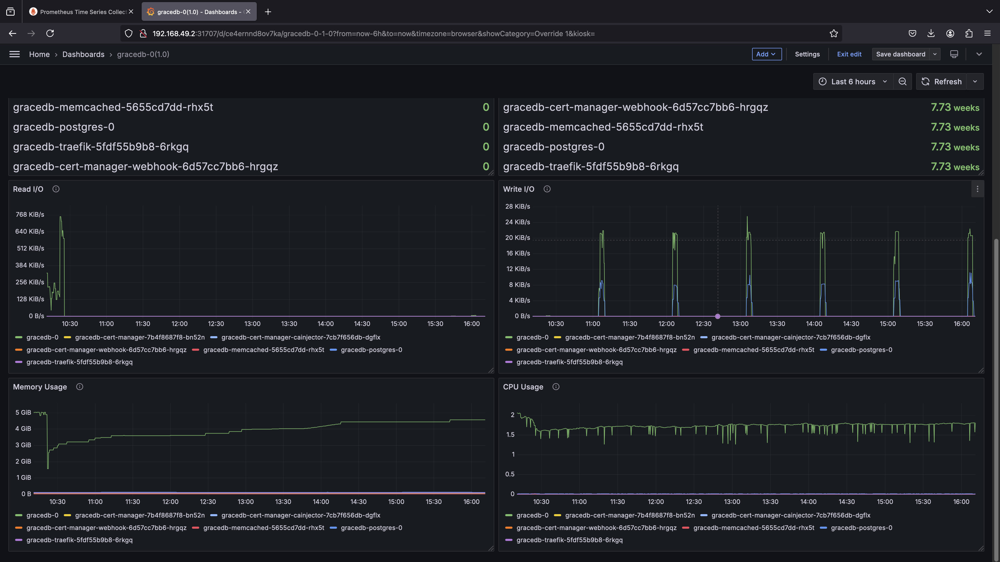 Prometheus Time Series Collect
gracedb-0(1.0) - Dashboards -
192.168.49.2:31707/d/ce4ernnd8ov7ka/gracedb-0-1-0?from=now-6h&to=now&timezone=browser&showCategory=Override 1&kiosk=
Home › Dashboards › gracedb-0(1.0)
Add
Settings
Exit edit
Save dashboard
Last 6 hours
Refresh
gracedb-memcached-5655cd7dd-rhx5t 0
gracedb-postgres-0 0
gracedb-traefik-5fdf55b9b8-6rkgq 0
gracedb-cert-manager-webhook-6d57cc7bb6-hrgqz 0
gracedb-cert-manager-webhook-6d57cc7bb6-hrgqz 7.73 weeks
gracedb-memcached-5655cd7dd-rhx5t 7.73 weeks
gracedb-postgres-0 7.73 weeks
gracedb-traefik-5fdf55b9b8-6rkgq 7.73 weeks
Read I/O
768 KiB/s
640 KiB/s
512 KiB/s
384 KiB/s
256 KiB/s
128 KiB/s
0 B/s
10:30 11:00 11:30 12:00 12:30 13:00 13:30 14:00 14:30 15:00 15:30 16:00
gracedb-0 gracedb-cert-manager-7b4f8687f8-bn52n gracedb-cert-manager-cainjector-7cb7f656db-dgflx
gracedb-cert-manager-webhook-6d57cc7bb6-hrgqz gracedb-memcached-5655cd7dd-rhx5t gracedb-postgres-0
gracedb-traefik-5fdf55b9b8-6rkgq
Write I/O
28 KiB/s
24 KiB/s
20 KiB/s
16 KiB/s
12 KiB/s
8 KiB/s
4 KiB/s
0 B/s
10:30 11:00 11:30 12:00 12:30 13:00 13:30 14:00 14:30 15:00 15:30 16:00
gracedb-0 gracedb-cert-manager-7b4f8687f8-bn52n gracedb-cert-manager-cainjector-7cb7f656db-dgflx
gracedb-cert-manager-webhook-6d57cc7bb6-hrgqz gracedb-memcached-5655cd7dd-rhx5t gracedb-postgres-0
gracedb-traefik-5fdf55b9b8-6rkgq
Memory Usage
5 GiB
4 GiB
3 GiB
2 GiB
1 GiB
0 B
10:30 11:00 11:30 12:00 12:30 13:00 13:30 14:00 14:30 15:00 15:30 16:00
gracedb-0 gracedb-cert-manager-7b4f8687f8-bn52n gracedb-cert-manager-cainjector-7cb7f656db-dgflx
gracedb-cert-manager-webhook-6d57cc7bb6-hrgqz gracedb-memcached-5655cd7dd-rhx5t gracedb-postgres-0
gracedb-traefik-5fdf55b9b8-6rkgq
CPU Usage
2
1.5
1
0.5
0
10:30 11:00 11:30 12:00 12:30 13:00 13:30 14:00 14:30 15:00 15:30 16:00
gracedb-0 gracedb-cert-manager-7b4f8687f8-bn52n gracedb-cert-manager-cainjector-7cb7f656db-dgflx
gracedb-cert-manager-webhook-6d57cc7bb6-hrgqz gracedb-memcached-5655cd7dd-rhx5t gracedb-postgres-0
gracedb-traefik-5fdf55b9b8-6rkgq